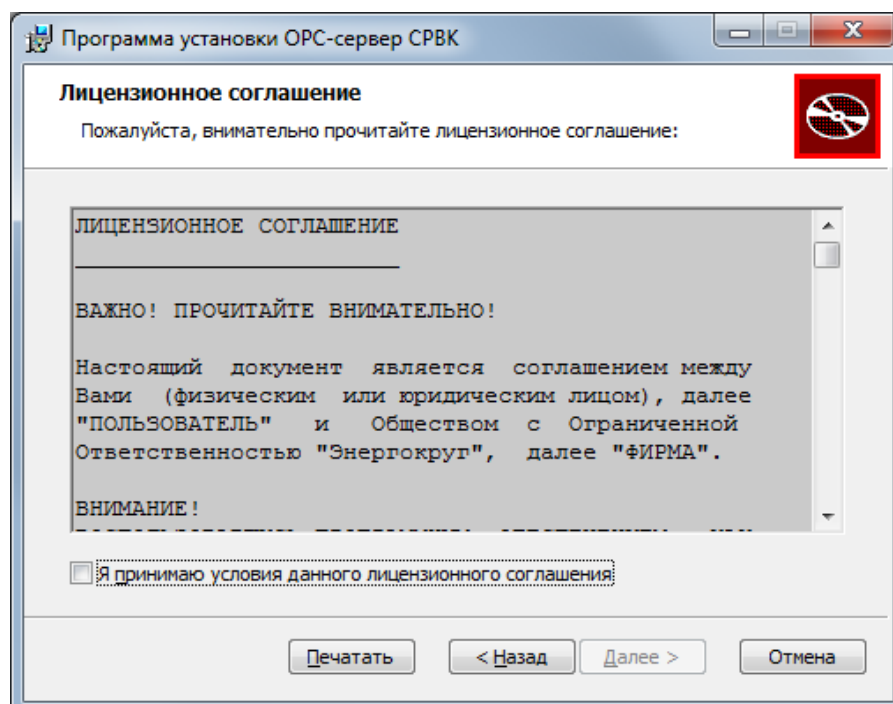 Программа установки OPC-сервер СРВК
Лицензионное соглашение
Пожалуйста, внимательно прочитайте лицензионное соглашение:
ЛИЦЕНЗИОННОЕ СОГЛАШЕНИЕ
ВАЖНО! ПРОЧИТАЙТЕ ВНИМАТЕЛЬНО!
Настоящий документ является соглашением между
Вами (физическим или юридическим лицом), далее
"ПОЛЬЗОВАТЕЛЬ" и Обществом с Ограниченной
Ответственностью "Энергокруг", далее "ФИРМА".
ВНИМАНИЕ!
Я принимаю условия данного лицензионного соглашения
Печатать < Назад Далее > Отмена